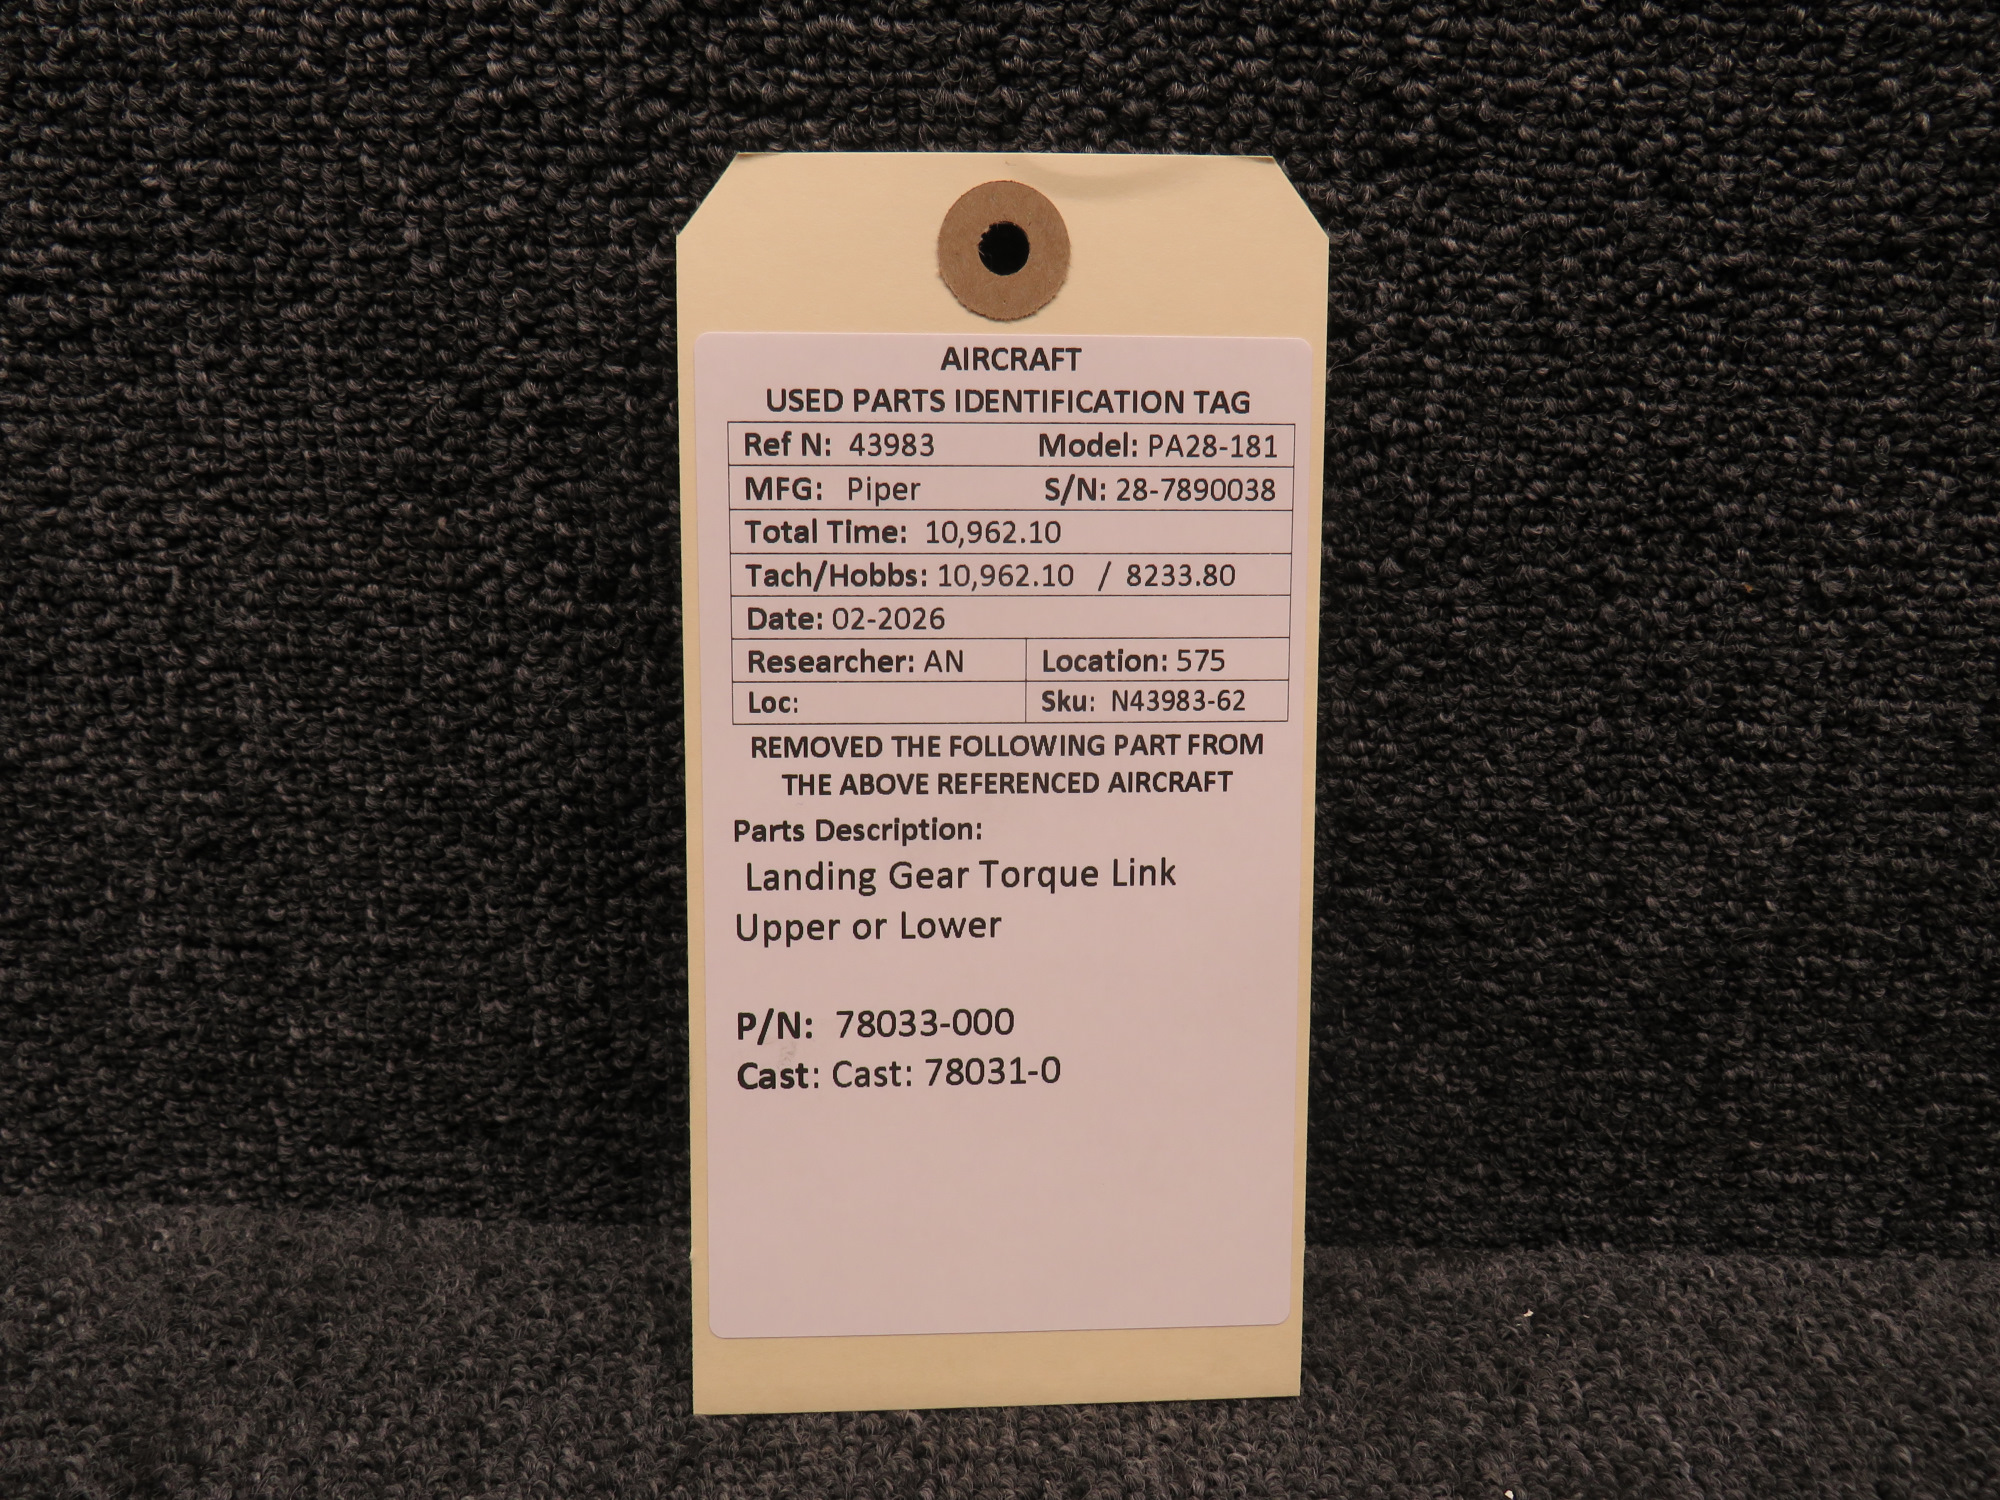 AIRCRAFT
USED PARTS IDENTIFICATION TAG
Ref N: 43983 Model: PA28-181
MFG: Piper S/N: 28-7890038
Total Time: 10,962.10
Tach/Hobbs: 10,962.10 / 8233.80
Date: 02-2026
Researcher: AN Location: 575
Loc: Sku: N43983-62
REMOVED THE FOLLOWING PART FROM
THE ABOVE REFERENCED AIRCRAFT
Parts Description:
Landing Gear Torque Link
Upper or Lower
P/N: 78033-000
Cast: Cast: 78031-0